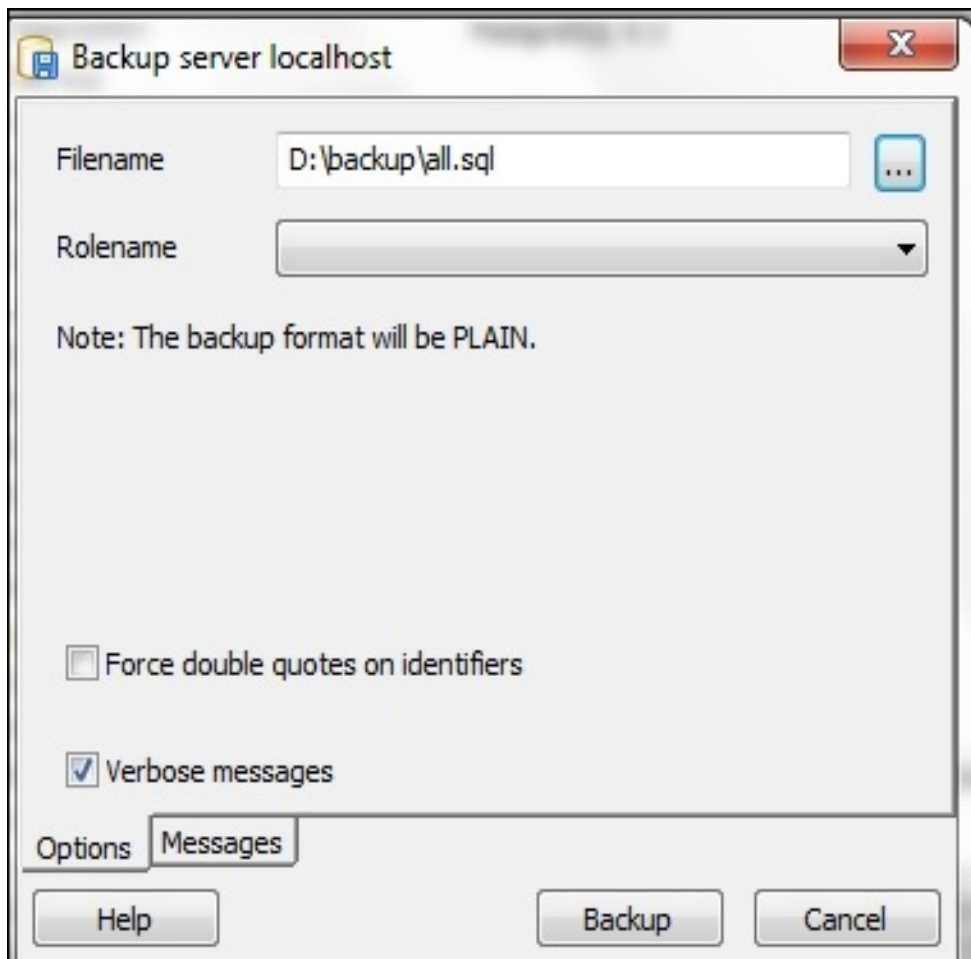 Backup server localhost
Filename D:\backup\all.sql ...
Rolename
Note: The backup format will be PLAIN.
Force double quotes on identifiers
Verbose messages
Options Messages
Help Backup Cancel